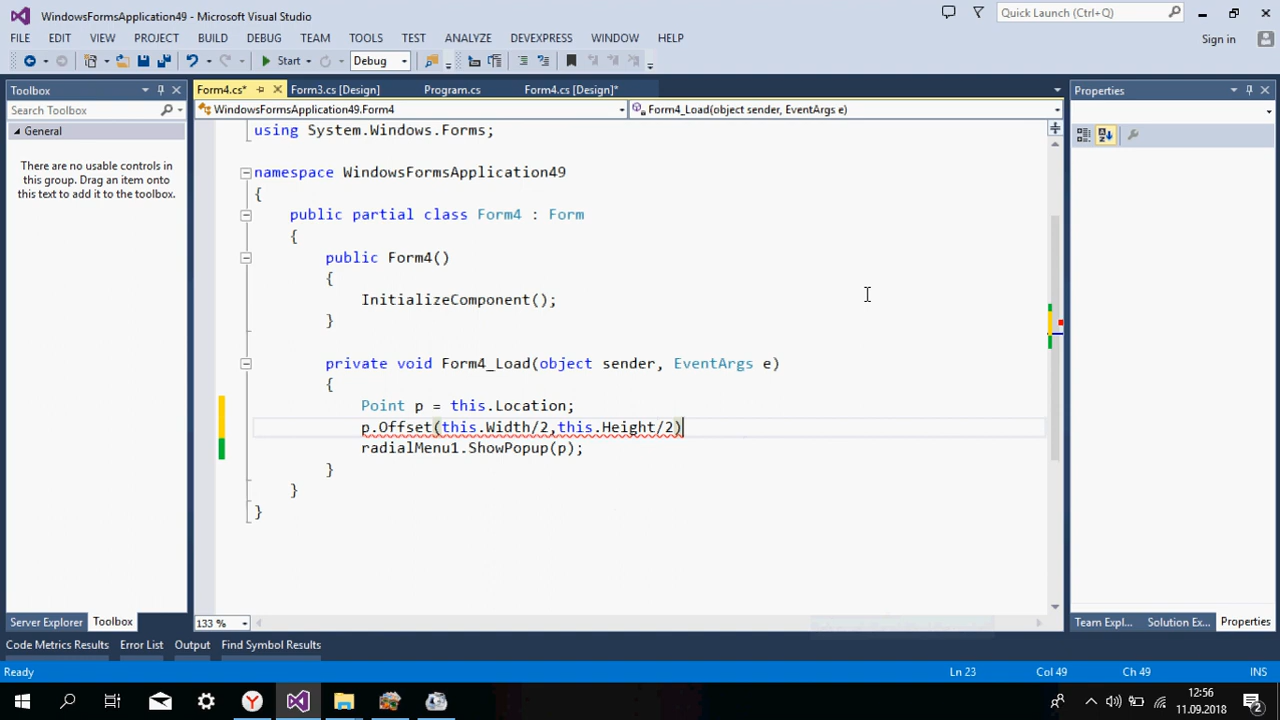 WindowsFormsApplication49 - Microsoft Visual Studio
Quick Launch (Ctrl+Q)
FILE EDIT VIEW PROJECT BUILD DEBUG TEAM TOOLS TEST ANALYZE DEVEXPRESS WINDOW HELP
Sign in
Start Debug
Toolbox
Form4.cs* Form3.cs [Design] Program.cs Form4.cs [Design]*
Properties
Search Toolbox
WindowsFormsApplication49.Form4
Form4_Load(object sender, EventArgs e)
General
There are no usable controls in
this group. Drag an item onto
this text to add it to the toolbox.
using System.Windows.Forms;
namespace WindowsFormsApplication49
{
public partial class Form4 : Form
{
public Form4()
{
InitializeComponent();
}
private void Form4_Load(object sender, EventArgs e)
{
Point p = this.Location;
p.Offset(this.Width/2,this.Height/2)
radialMenu1.ShowPopup(p);
}
}
}
133 %
Server Explorer Toolbox
Team Expl... Solution Ex... Properties
Code Metrics Results Error List Output Find Symbol Results
Ready
Ln 23 Col 49 Ch 49 INS
12:56
11.09.2018
2